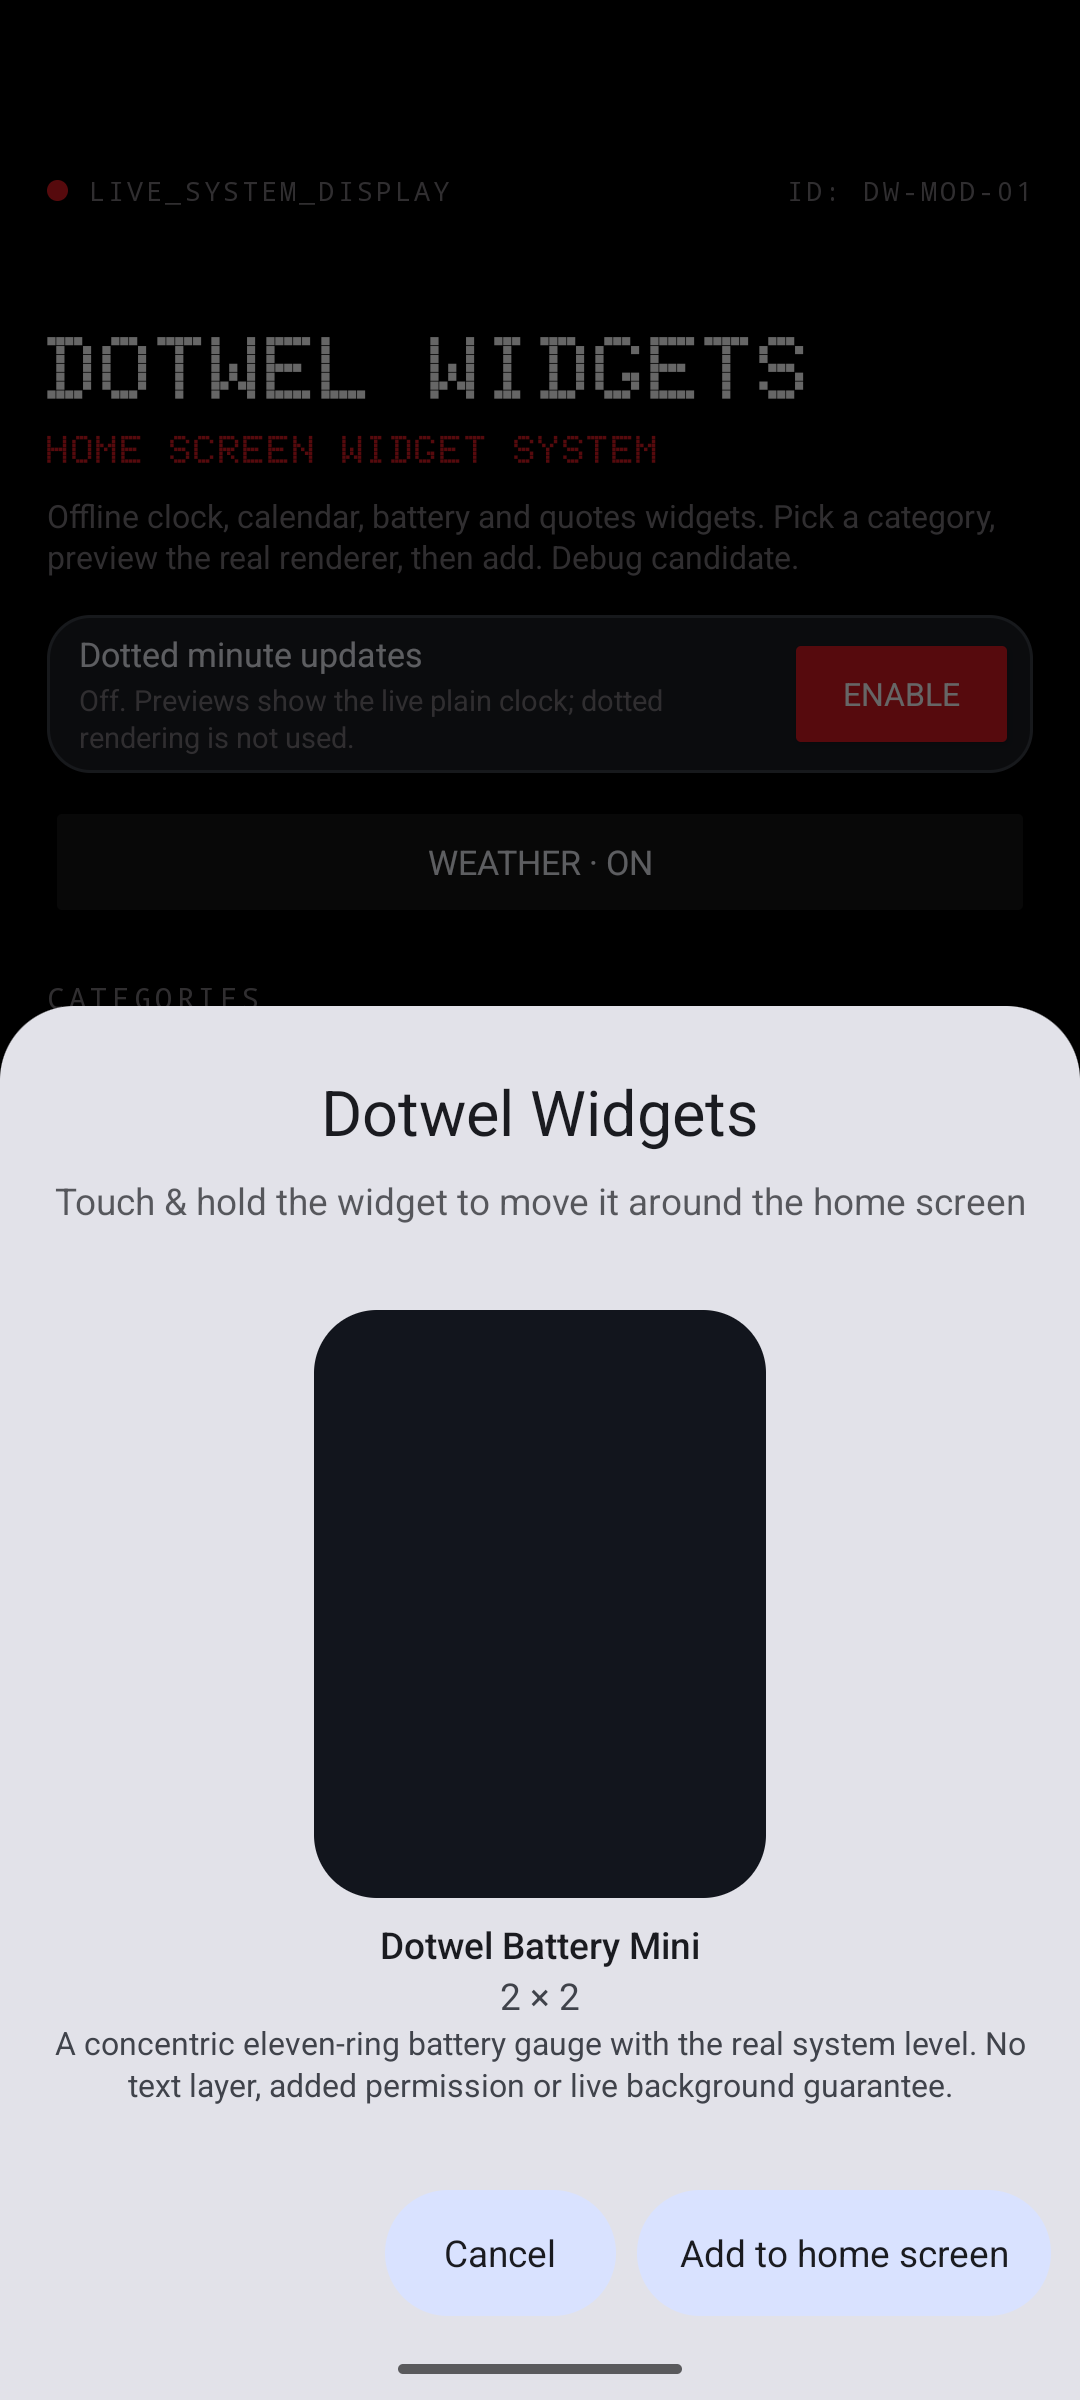 LIVE_SYSTEM_DISPLAY
ID: DW-MOD-01
DOTWEL WIDGETS
HOME SCREEN WIDGET SYSTEM
Offline clock, calendar, battery and quotes widgets. Pick a category,
preview the real renderer, then add. Debug candidate.
Dotted minute updates
Off. Previews show the live plain clock; dotted
rendering is not used.
ENABLE
WEATHER · ON
CATEGORIES
Dotwel Widgets
Touch & hold the widget to move it around the home screen
Dotwel Battery Mini
2 × 2
A concentric eleven-ring battery gauge with the real system level. No
text layer, added permission or live background guarantee.
Cancel
Add to home screen